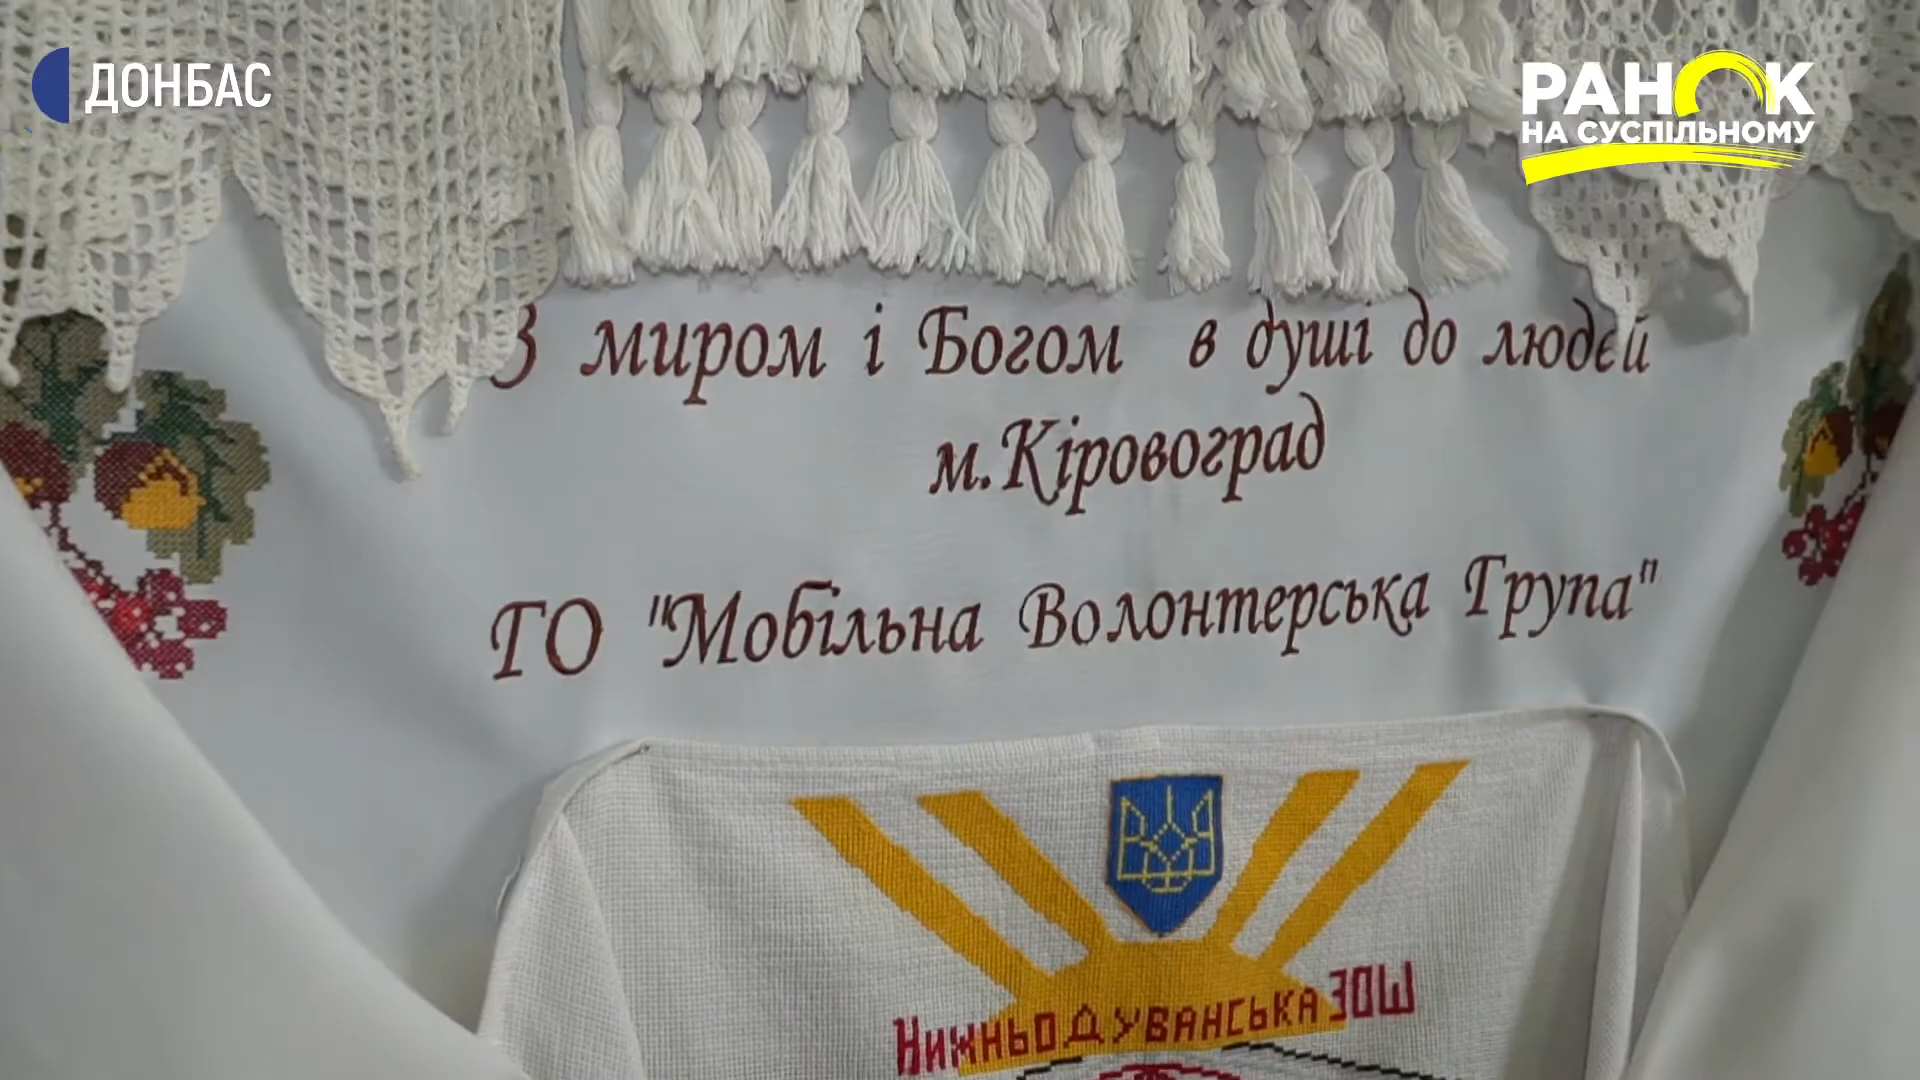 ДОНБАС
РАНОК
НА СУСПІЛЬНОМУ
З миром і Богом в душі до людей
м.Кіровоград
ГО "Мобільна Волонтерська Група"
НижньоДУВАНСЬКА ЗОШ